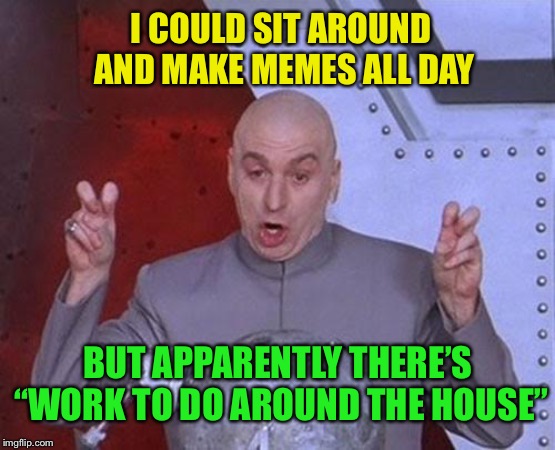 I COULD SIT AROUND
AND MAKE MEMES ALL DAY
BUT APPARENTLY THERE’S
“WORK TO DO AROUND THE HOUSE”
imgflip.com